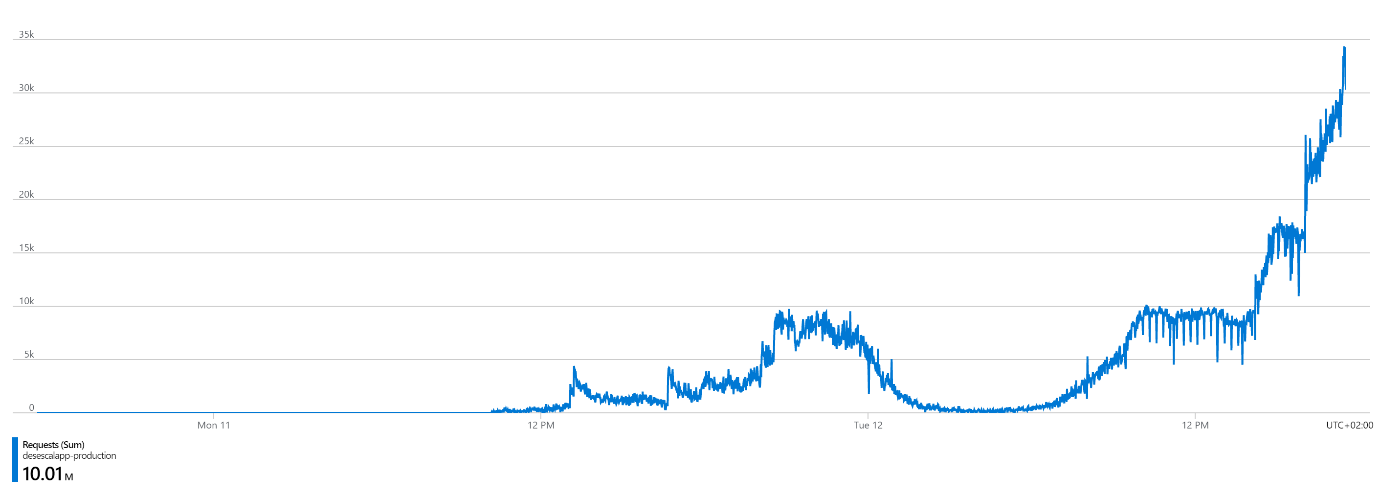 35k
30k
25k
20k
15k
10k
5k
0
Mon 11 12 PM Tue 12 12 PM UTC+02:00
Requests (Sum)
desescalapp-production
10.01 M